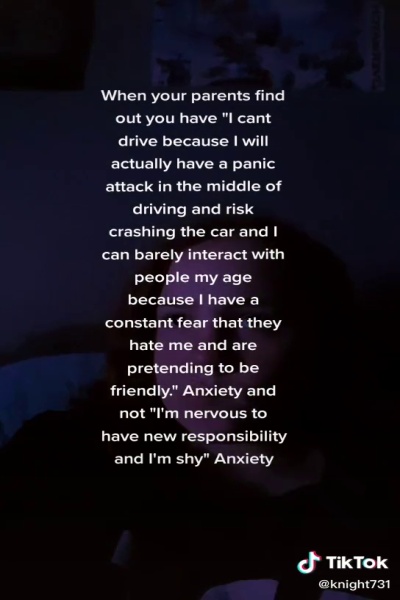 When your parents find
out you have "I cant
drive because I will
actually have a panic
attack in the middle of
driving and risk
crashing the car and I
can barely interact with
people my age
because I have a
constant fear that they
hate me and are
pretending to be
friendly." Anxiety and
not "I'm nervous to
have new responsibility
and I'm shy" Anxiety
TikTok
@knight731